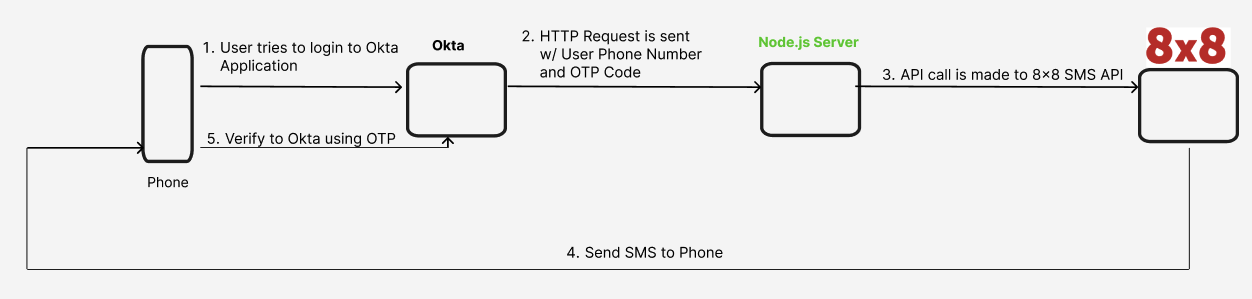 1. User tries to login to Okta
Application
Okta
2. HTTP Request is sent
w/ User Phone Number
and OTP Code
Node.js Server
3. API call is made to 8×8 SMS API
8x8
5. Verify to Okta using OTP
Phone
4. Send SMS to Phone